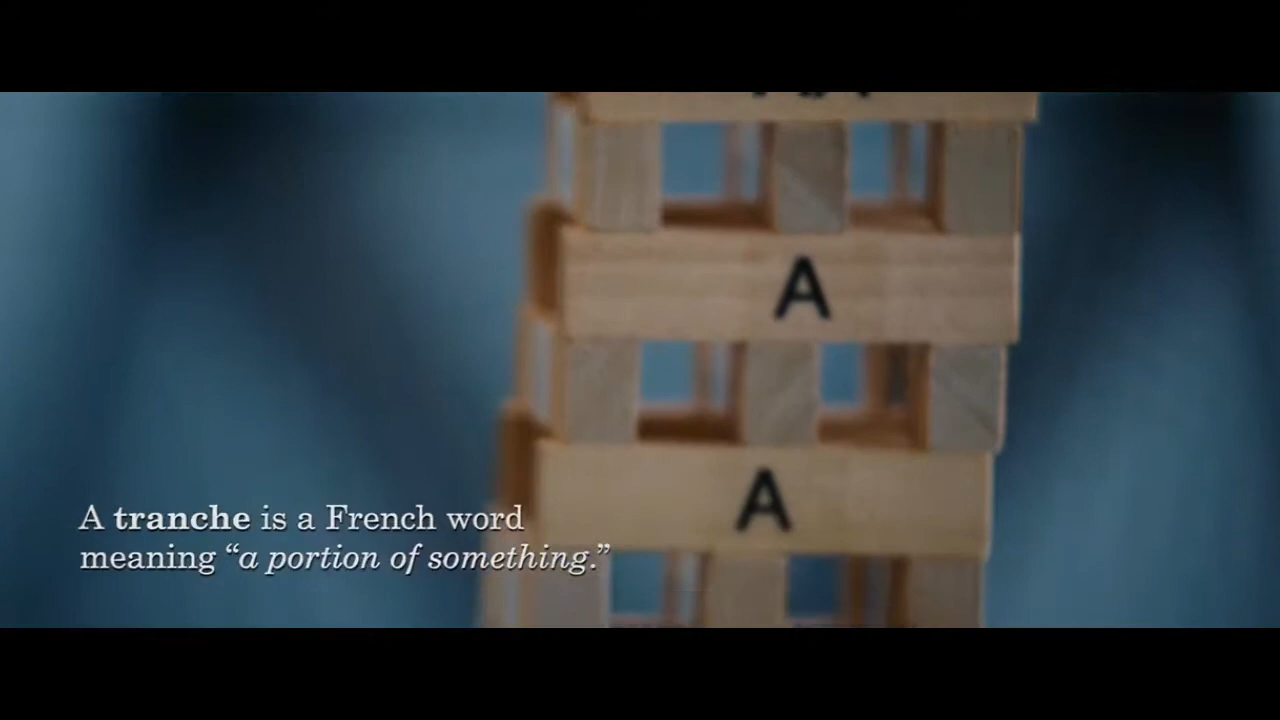 A
A
A tranche is a French word
meaning “a portion of something.”